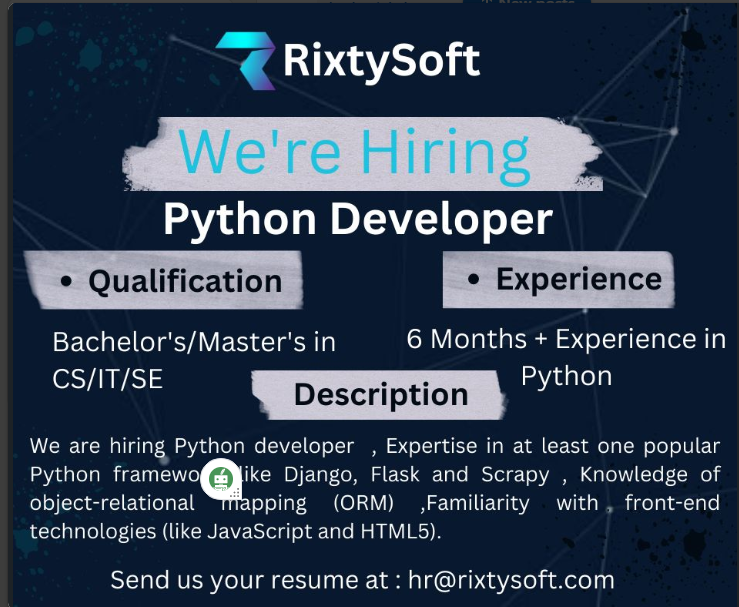 RixtySoft
We're Hiring
Python Developer
• Qualification
• Experience
Bachelor's/Master's in
CS/IT/SE
6 Months + Experience in
Python
Description
We are hiring Python developer , Expertise in at least one popular
Python like Django, Flask and Scrapy , Knowledge of
object-relational mapping (ORM) ,Familiarity with front-end
technologies (like JavaScript and HTML5).
Send us your resume at : hr@rixtysoft.com